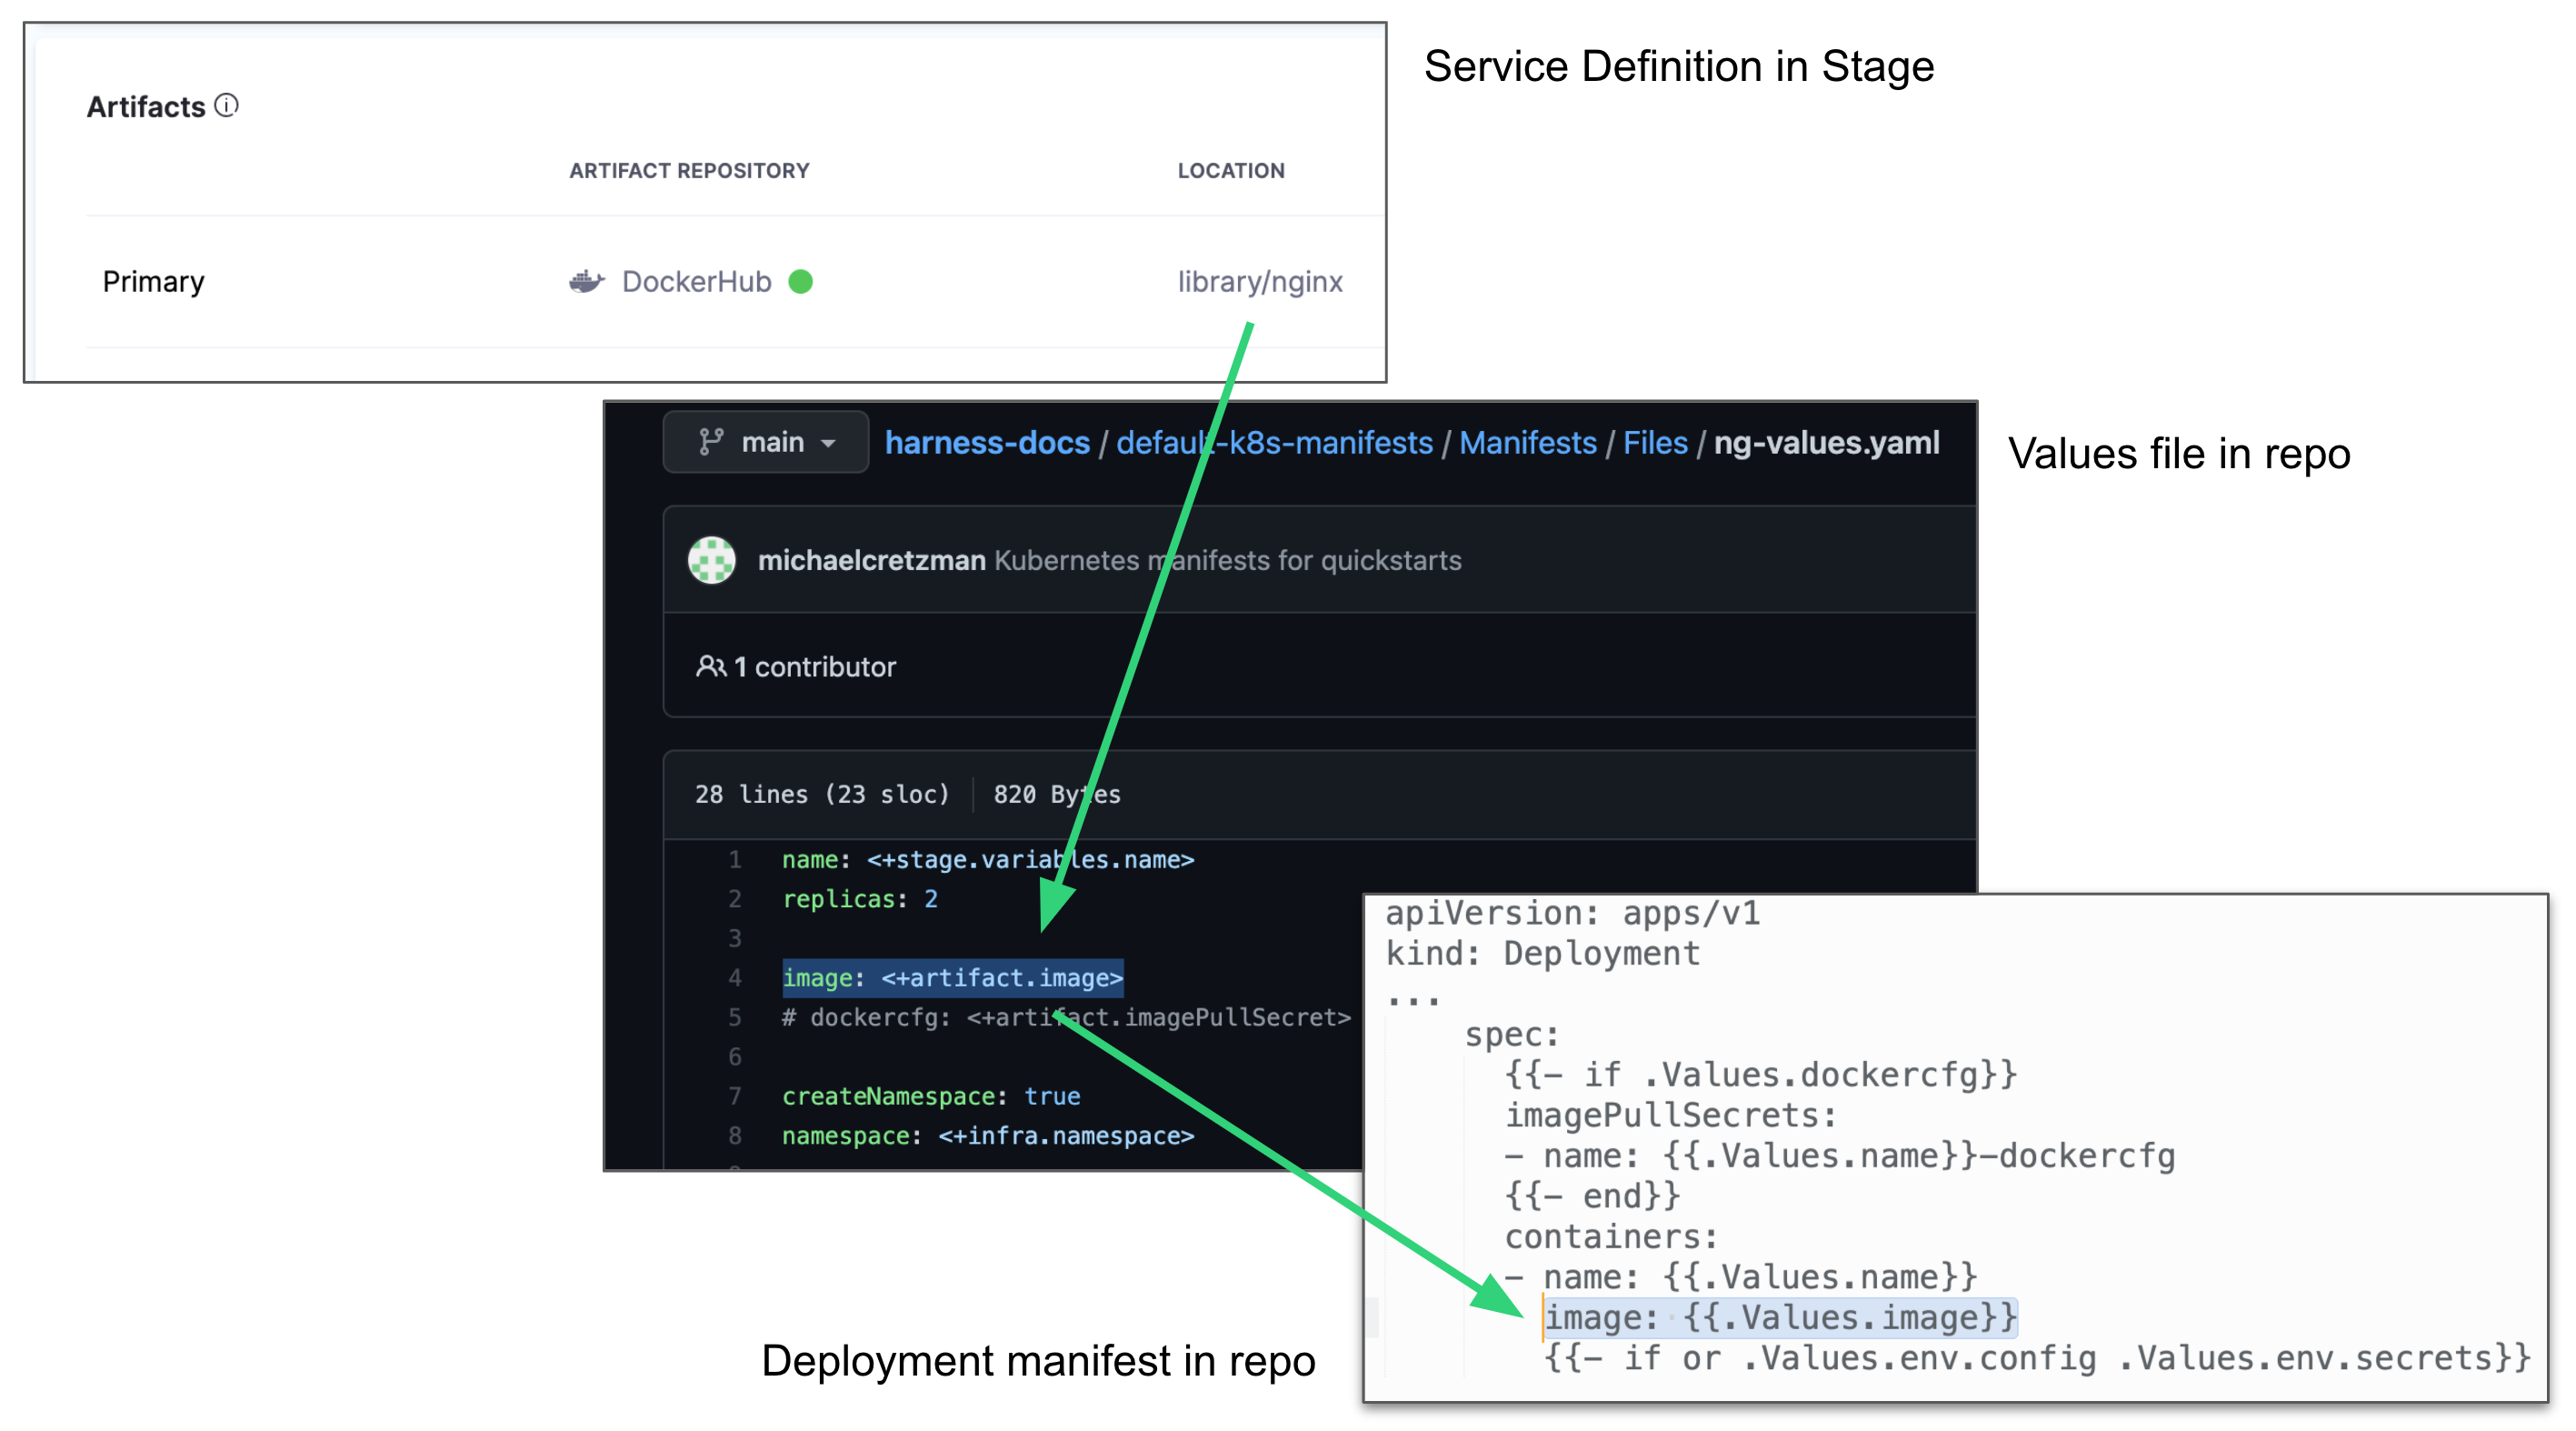 Service Definition in Stage
Artifacts
ARTIFACT REPOSITORY LOCATION
Primary DockerHub library/nginx
Values file in repo
main harness-docs / default-k8s-manifests / Manifests / Files / ng-values.yaml
michaelcretzman Kubernetes manifests for quickstarts
1 contributor
28 lines (23 sloc) 820 Bytes
1 name: <+stage.variables.name>
2 replicas: 2
3
4 image: <+artifact.image>
5 # dockercfg: <+artifact.imagePullSecret>
6
7 createNamespace: true
8 namespace: <+infra.namespace>
Deployment manifest in repo
apiVersion: apps/v1
kind: Deployment
...
spec:
{{- if .Values.dockercfg}}
imagePullSecrets:
- name: {{.Values.name}}-dockercfg
{{- end}}
containers:
- name: {{.Values.name}}
image: {{.Values.image}}
{{- if or .Values.env.config .Values.env.secrets}}